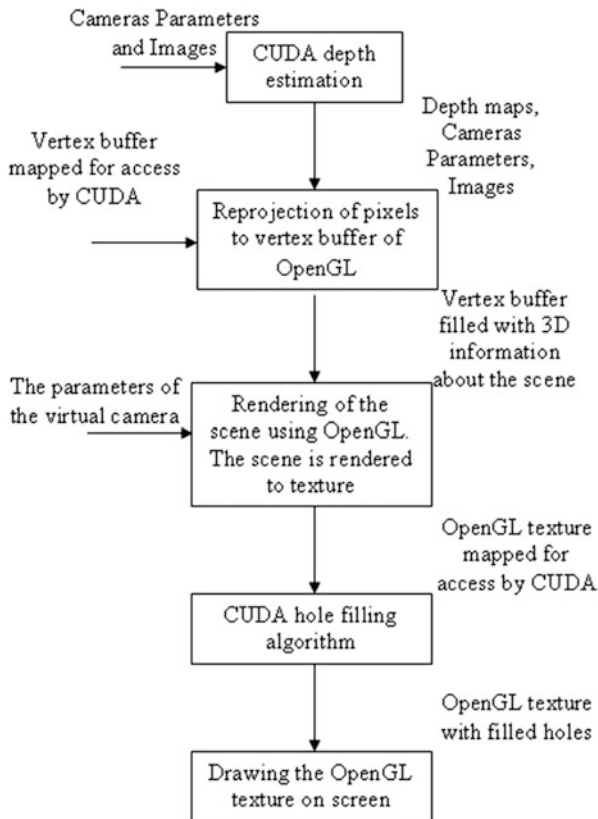 Cameras Parameters
and Images
CUDA depth
estimation
Depth maps,
Cameras
Parameters,
Images
Vertex buffer
mapped for access
by CUDA
Reprojection of pixels
to vertex buffer of
OpenGL
Vertex buffer
filled with 3D
information
about the scene
The parameters of
the virtual camera
Rendering of the
scene using OpenGL.
The scene is rendered
to texture
OpenGL texture
mapped for
access by CUDA
CUDA hole filling
algorithm
OpenGL texture
with filled holes
Drawing the OpenGL
texture on screen